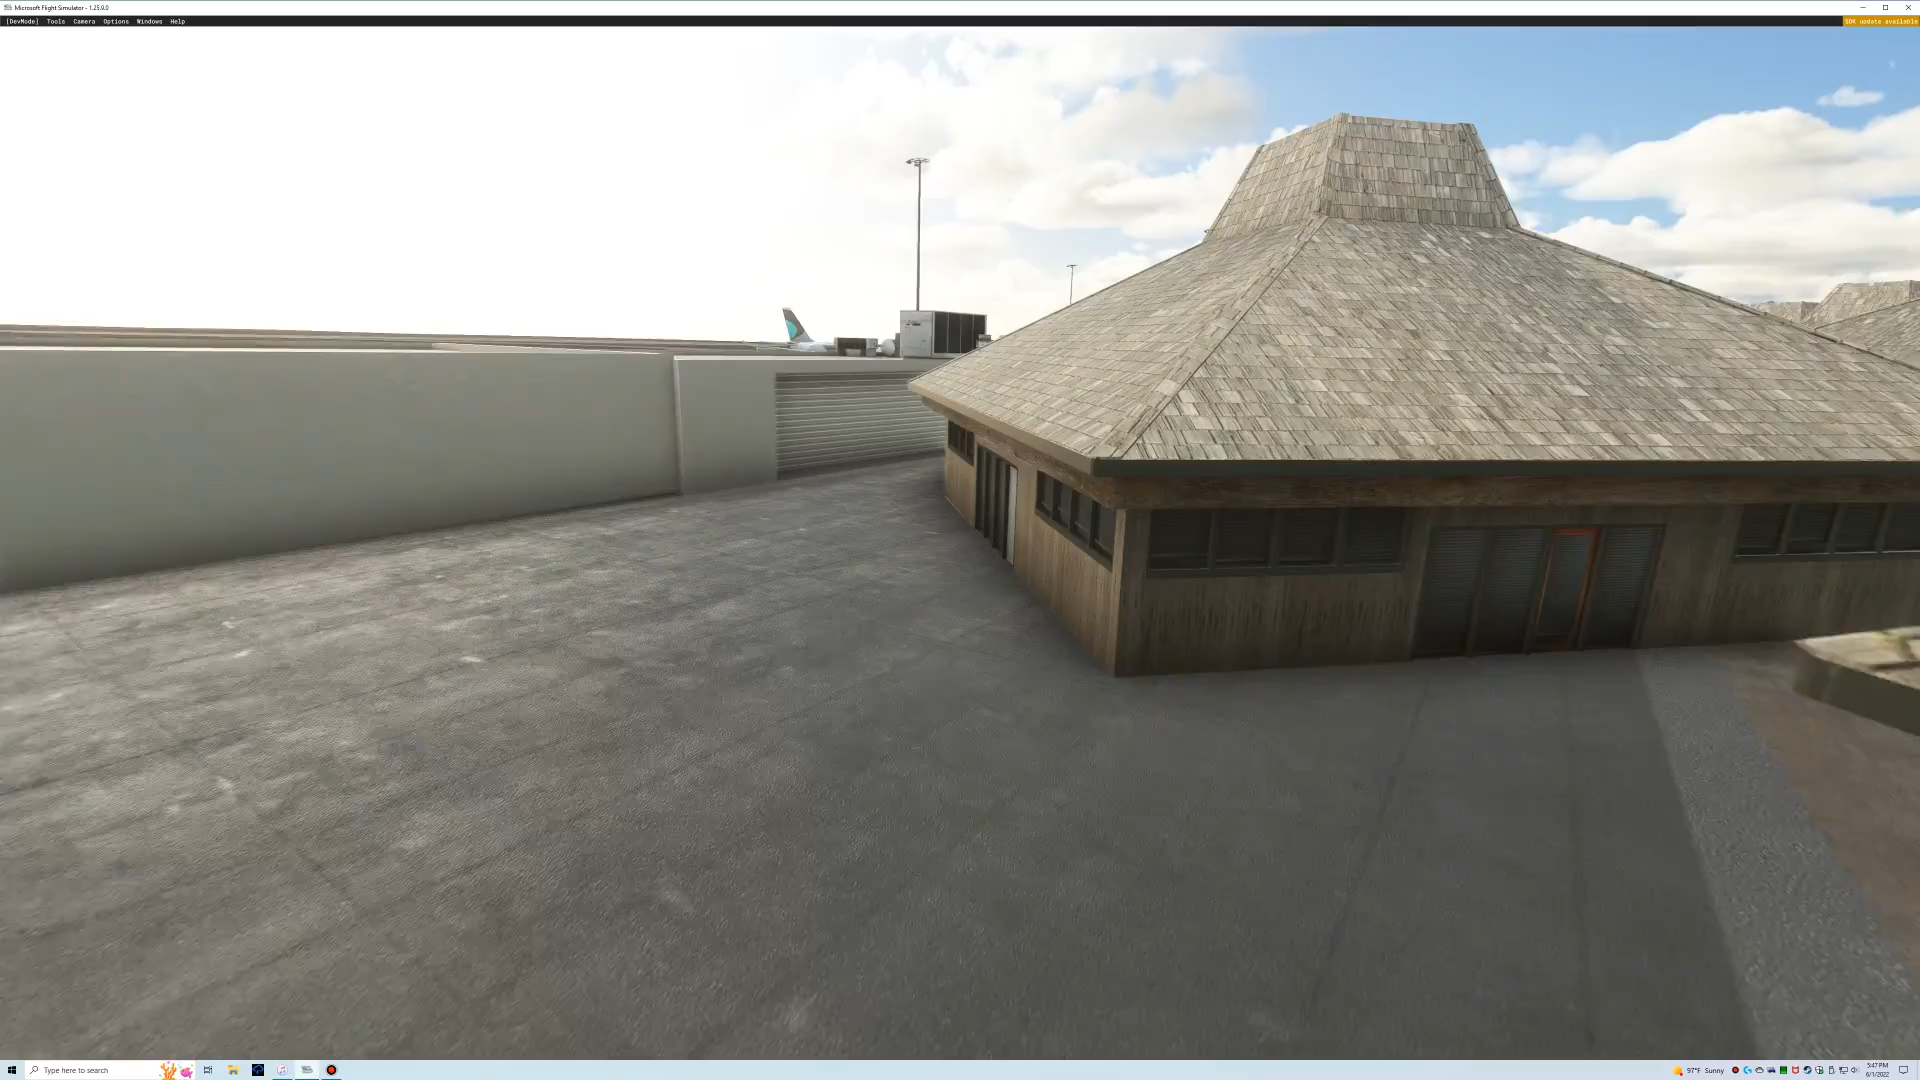 Microsoft Flight Simulator - 1.25.9.0
[DevMode] Tools Camera Options Windows Help
SDK update available
Type here to search
97°F Sunny
5:47 PM
6/1/2022